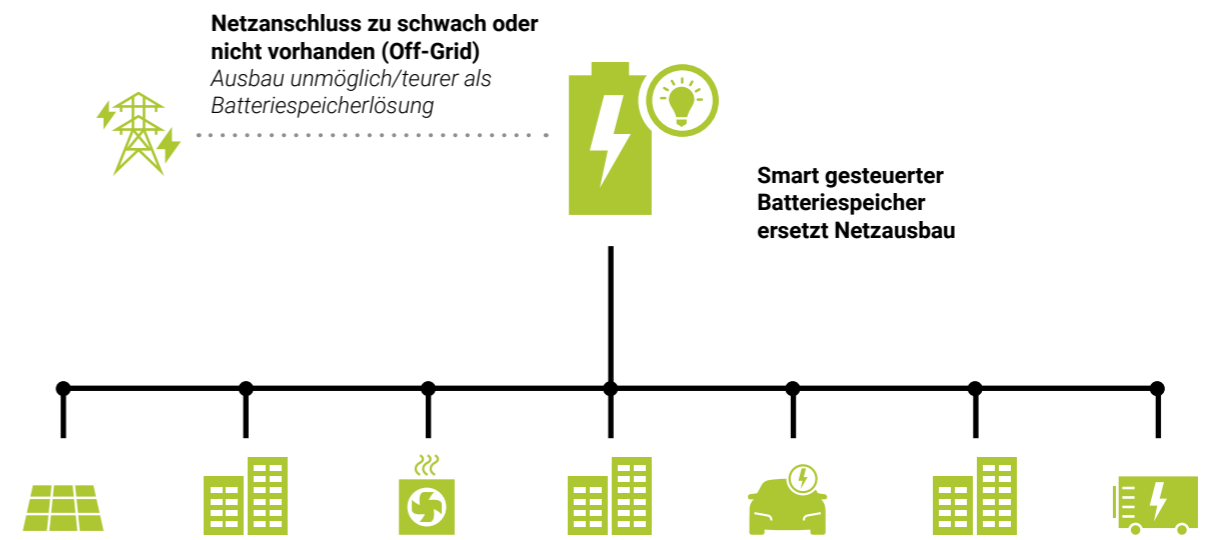 Netzanschluss zu schwach oder
nicht vorhanden (Off-Grid)
Ausbau unmöglich/teurer als
Batteriespeicherlösung
Smart gesteuerter
Batteriespeicher
ersetzt Netzausbau